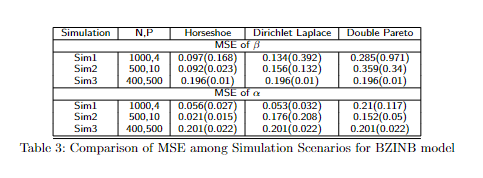 Simulation N,P Horseshoe Dirichlet Laplace Double Pareto
MSE of β
Sim1 1000,4 0.097(0.168) 0.134(0.392) 0.285(0.971)
Sim2 500,10 0.092(0.023) 0.156(0.132) 0.359(0.34)
Sim3 400,500 0.196(0.01) 0.196(0.01) 0.196(0.01)
MSE of α
Sim1 1000,4 0.056(0.027) 0.053(0.032) 0.21(0.117)
Sim2 500,10 0.021(0.015) 0.176(0.208) 0.152(0.05)
Sim3 400,500 0.201(0.022) 0.201(0.022) 0.201(0.022)
Table 3: Comparison of MSE among Simulation Scenarios for BZINB model